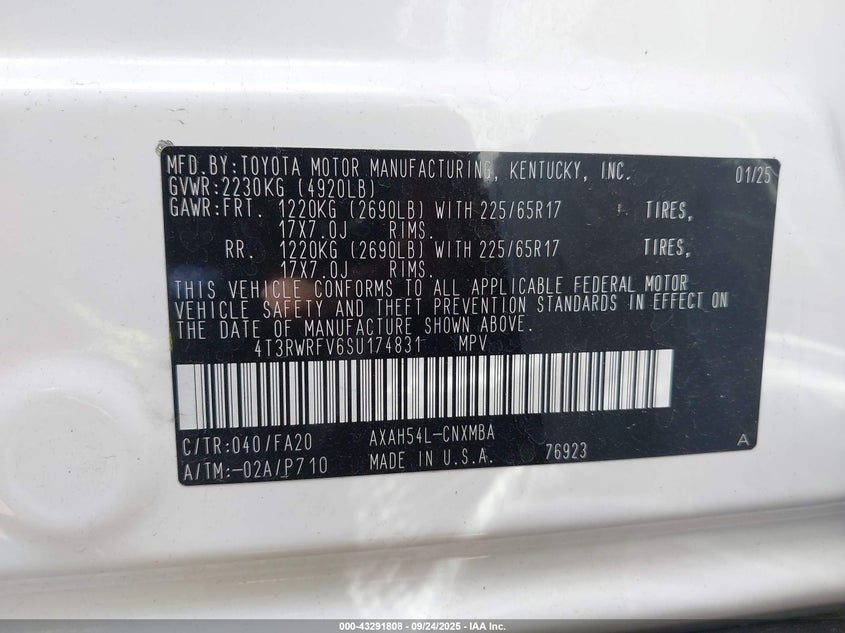 MFD.BY:TOYOTA MOTOR MANUFACTURING, KENTUCKY, INC. 01/25
GVWR:2230KG (4920LB)
GAWR:FRT. 1220KG (2690LB) WITH 225/65R17 TIRES,
17X7.0J RIMS.
RR. 1220KG (2690LB) WITH 225/65R17 TIRES,
17X7.0J RIMS.
THIS VEHICLE CONFORMS TO ALL APPLICABLE FEDERAL MOTOR
VEHICLE SAFETY AND THEFT PREVENTION STANDARDS IN EFFECT ON
THE DATE OF MANUFACTURE SHOWN ABOVE.
4T3RWRFV6SU174831 MPV
C/TR:040/FA20 AXAH54L-CNXMBA
A/TM:-02A/P710 MADE IN U.S.A. 76923 A
000-43291808 - 09/24/2025 - IAA Inc.